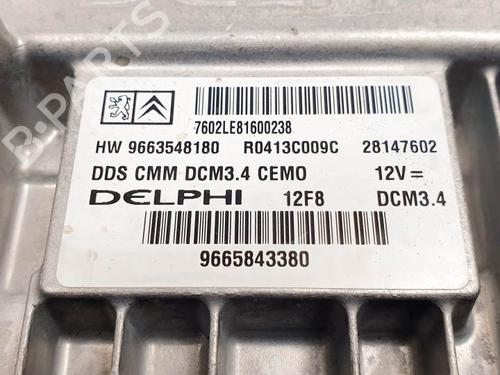 B-PARTS
7602LE81600238
HW 9663548180 R0413C009C 28147602
DDS CMM DCM3.4 CEMO 12V=
DELPHI 12F8 DCM3.4
9665843380